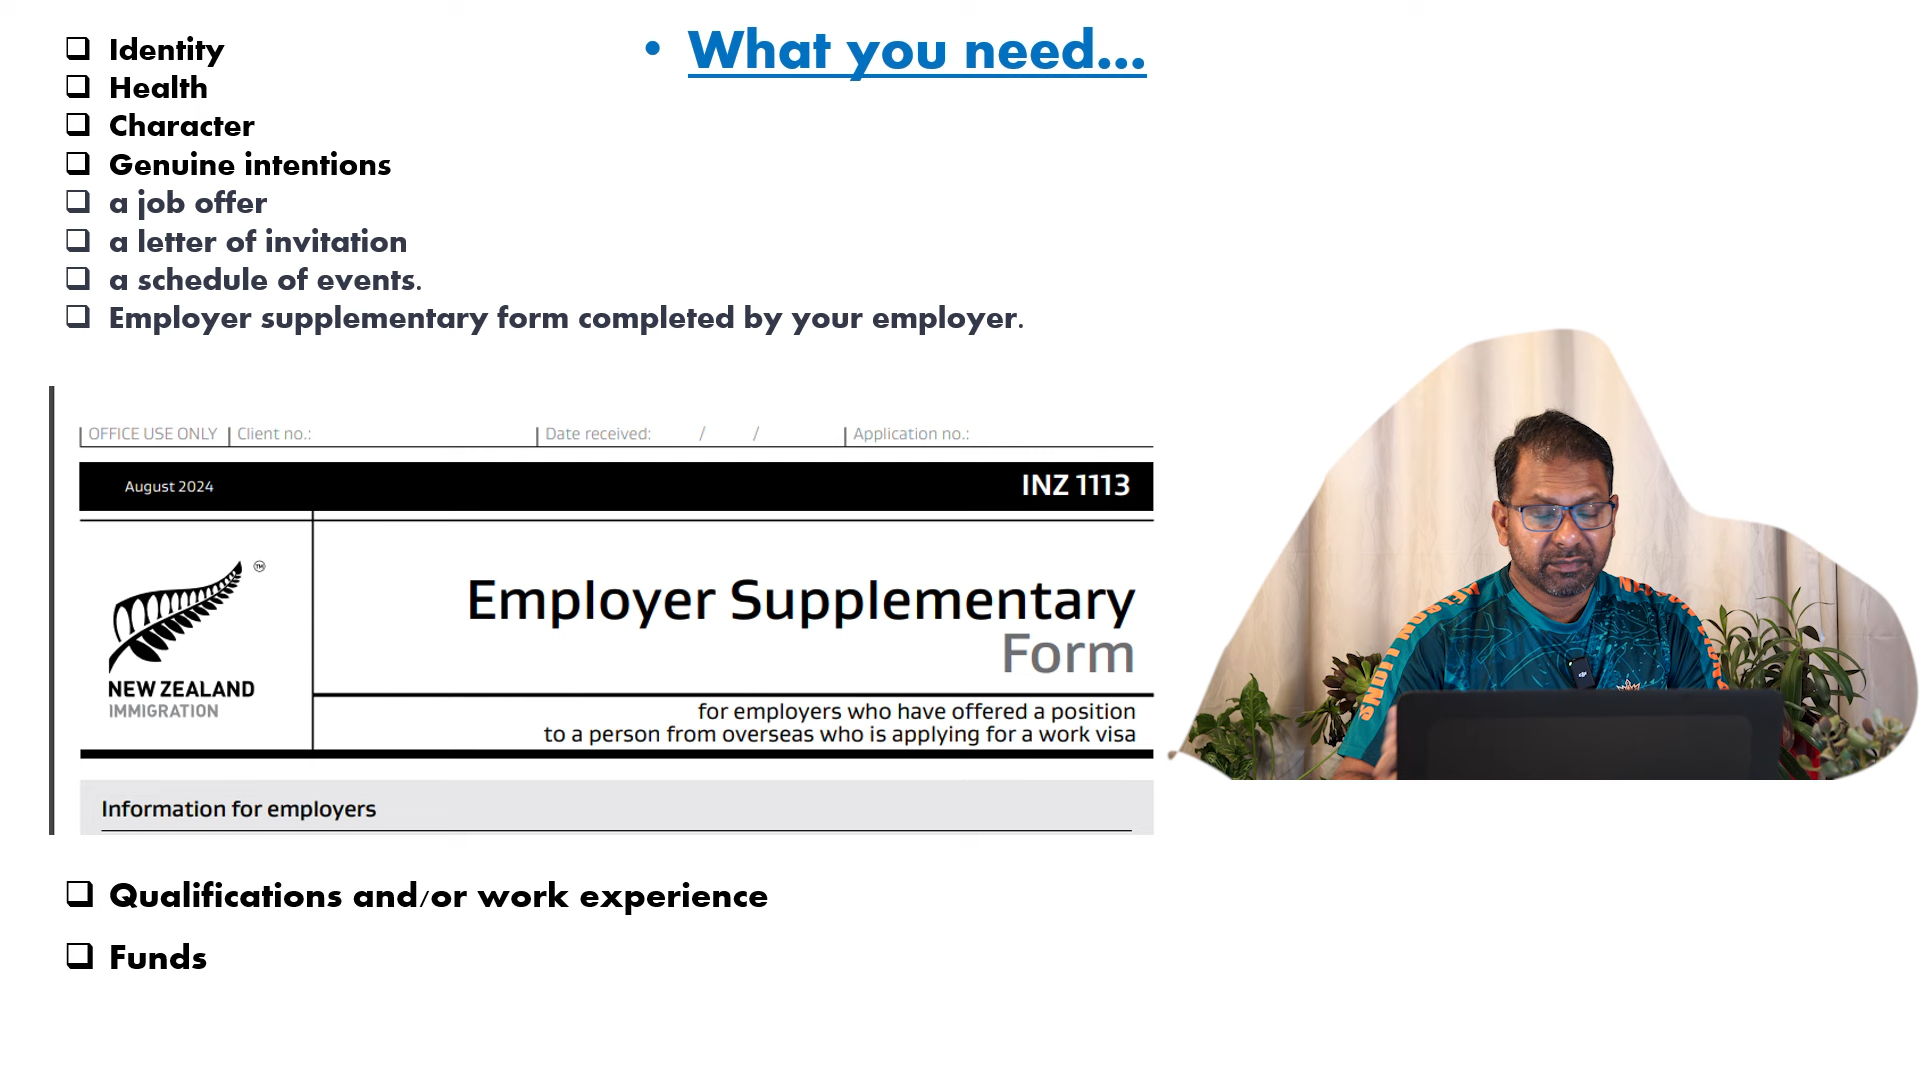 • What you need...
❑ Identity
❑ Health
❑ Character
❑ Genuine intentions
❑ a job offer
❑ a letter of invitation
❑ a schedule of events.
❑ Employer supplementary form completed by your employer.
OFFICE USE ONLY Client no.: Date received: / / Application no.:
August 2024 INZ 1113
Employer Supplementary
Form
NEW ZEALAND
IMMIGRATION
TM
for employers who have offered a position
to a person from overseas who is applying for a work visa
Information for employers
❑ Qualifications and/or work experience
❑ Funds
LIONS